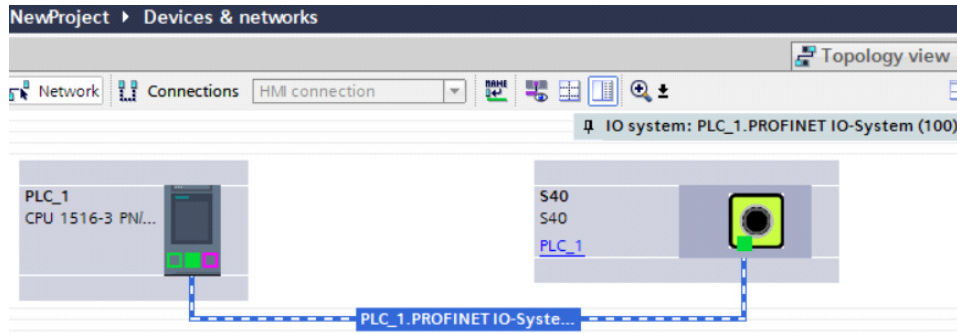 NewProject ▸ Devices & networks
Topology view
Network Connections HMI connection
NAME
IO system: PLC_1.PROFINET IO-System (100)
PLC_1
CPU 1516-3 PN/...
S40
S40
PLC_1
PLC_1.PROFINET IO-Syste...